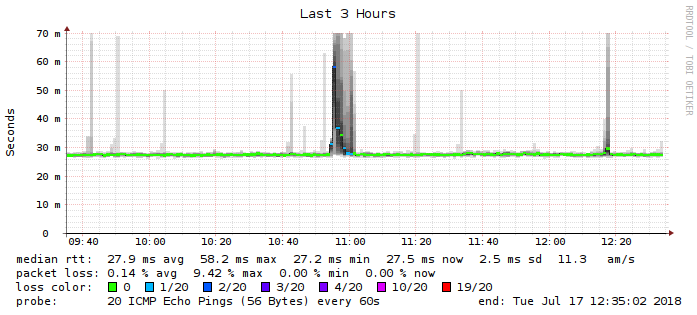 Last 3 Hours
RRDTOOL / TOBI OETIKER
Seconds
70 m
60 m
50 m
40 m
30 m
20 m
10 m
0
09:40 10:00 10:20 10:40 11:00 11:20 11:40 12:00 12:20
median rtt: 27.9 ms avg 58.2 ms max 27.2 ms min 27.5 ms now 2.5 ms sd 11.3 am/s
packet loss: 0.14 % avg 9.42 % max 0.00 % min 0.00 % now
loss color: 0 1/20 2/20 3/20 4/20 10/20 19/20
probe: 20 ICMP Echo Pings (56 Bytes) every 60s end: Tue Jul 17 12:35:02 2018